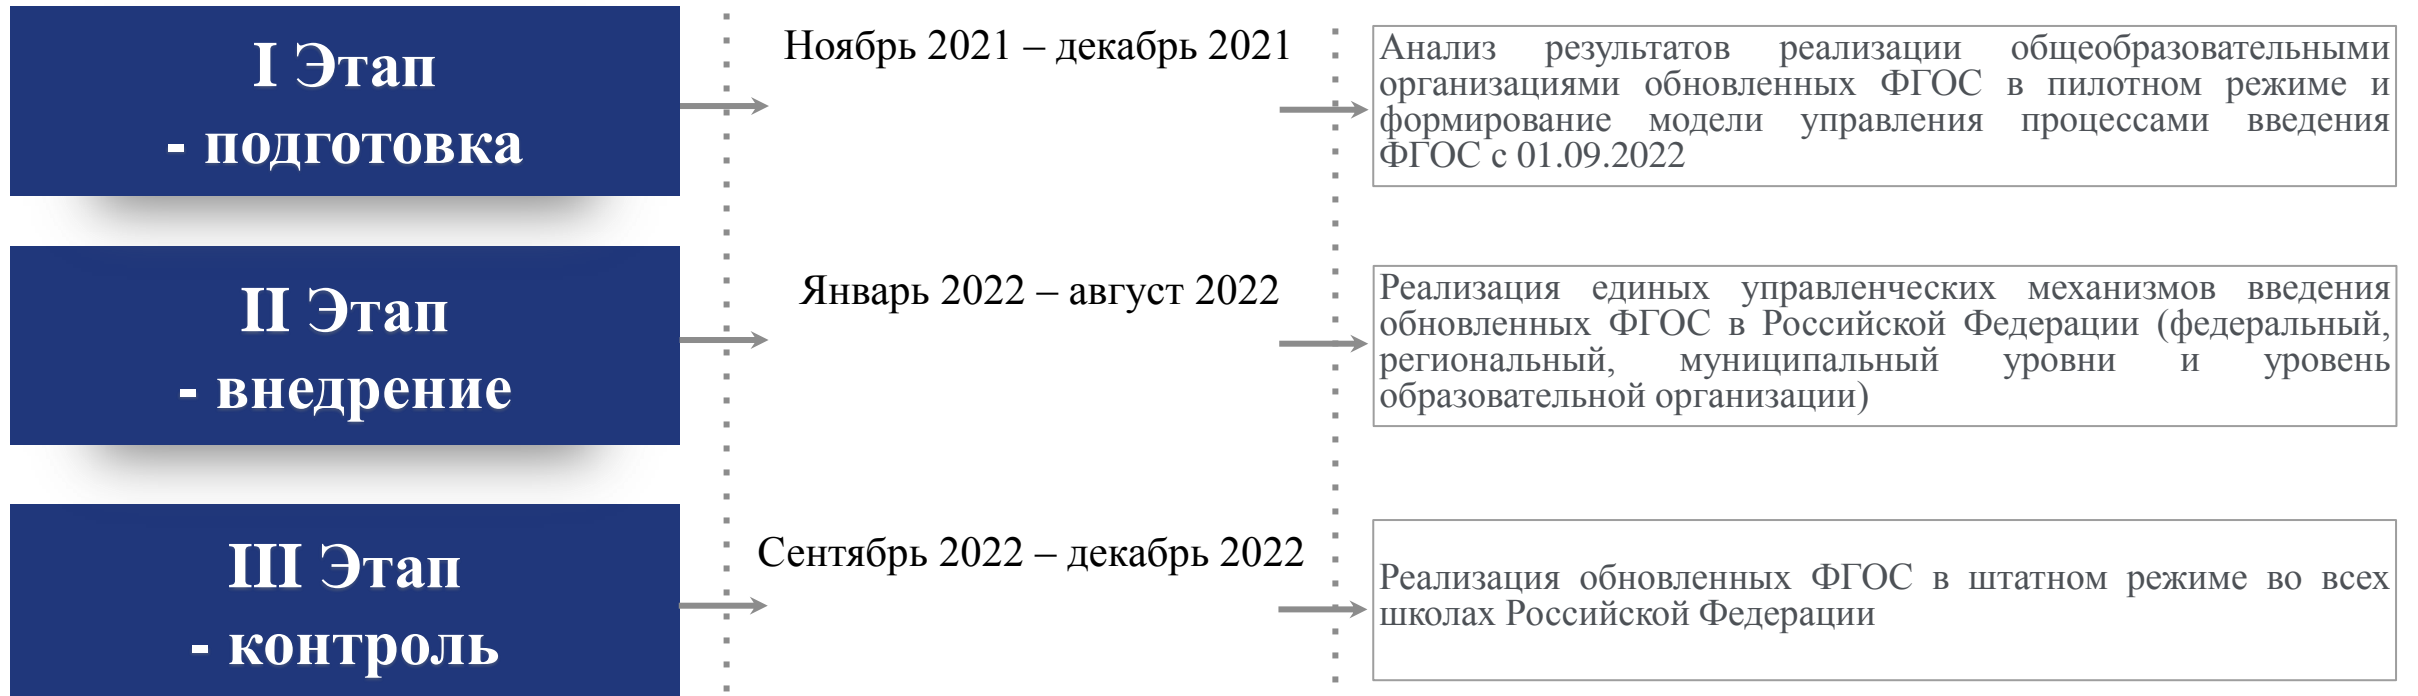 I Этап
- подготовка
Ноябрь 2021 – декабрь 2021
Анализ результатов реализации общеобразовательными
организациями обновленных ФГОС в пилотном режиме и
формирование модели управления процессами введения
ФГОС с 01.09.2022
II Этап
- внедрение
Январь 2022 – август 2022
Реализация единых управленческих механизмов введения
обновленных ФГОС в Российской Федерации (федеральный,
региональный, муниципальный уровни и уровень
образовательной организации)
III Этап
- контроль
Сентябрь 2022 – декабрь 2022
Реализация обновленных ФГОС в штатном режиме во всех
школах Российской Федерации